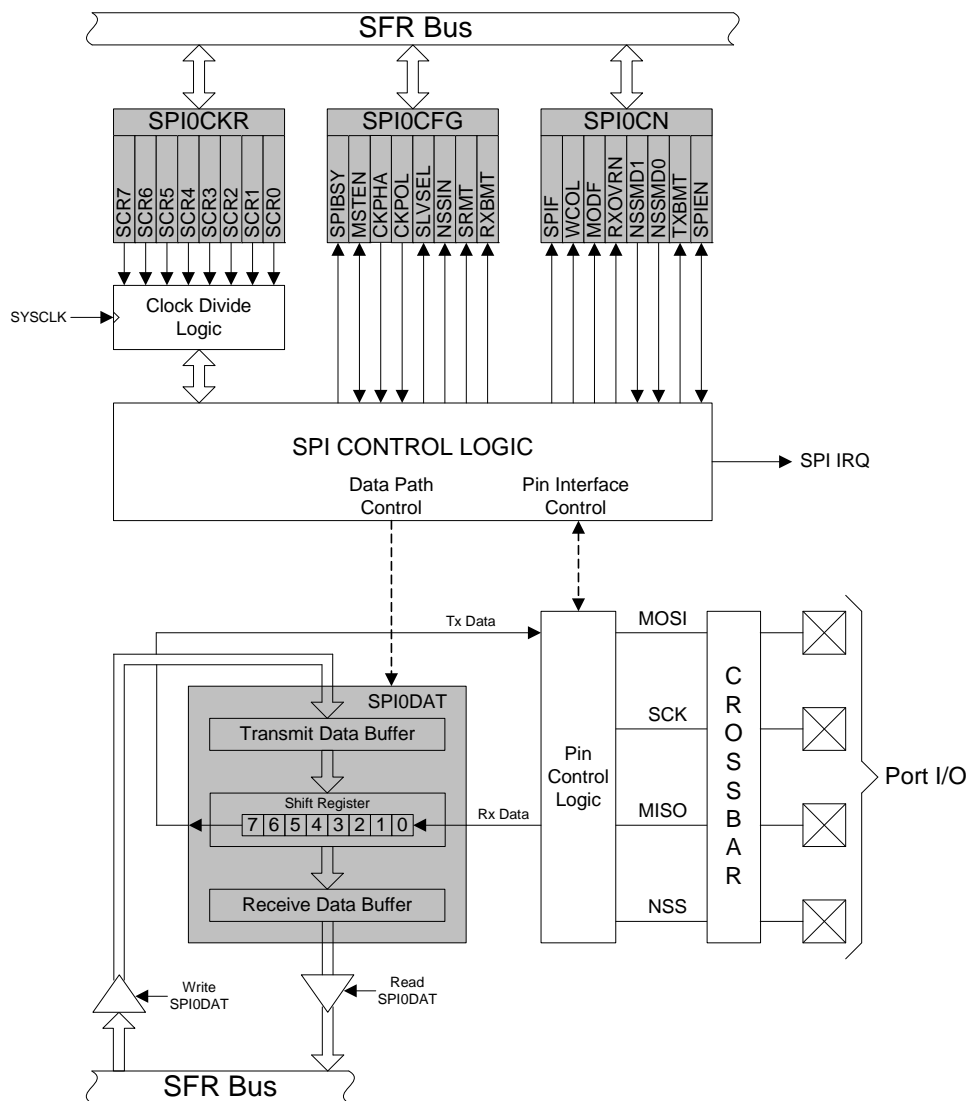 SFR Bus
SPI0CKR
SPI0CFG
SPI0CN
SCR7
SCR6
SCR5
SCR4
SCR3
SCR2
SCR1
SCR0
SPIBSY
MSTEN
CKPHA
CKPOL
SLVSEL
NSSIN
SRMT
RXBMT
SPIF
WCOL
MODF
RXOVRN
NSSMD1
NSSMD0
TXBMT
SPIEN
SYSCLK
Clock Divide
Logic
SPI CONTROL LOGIC
SPI IRQ
Data Path
Control
Pin Interface
Control
Tx Data
MOSI
SPI0DAT
Transmit Data Buffer
SCK
Shift Register
7 6 5 4 3 2 1 0
Rx Data
Pin
Control
Logic
MISO
CROSSBAR
Port I/O
Receive Data Buffer
NSS
Write
SPI0DAT
Read
SPI0DAT
SFR Bus